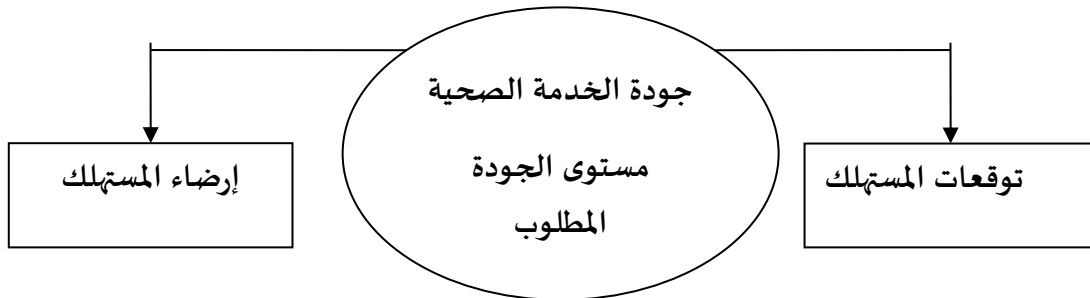 جودة الخدمة الصحية
مستوى الجودة
المطلوب
توقعات المستهلك
إرضاء المستهلك